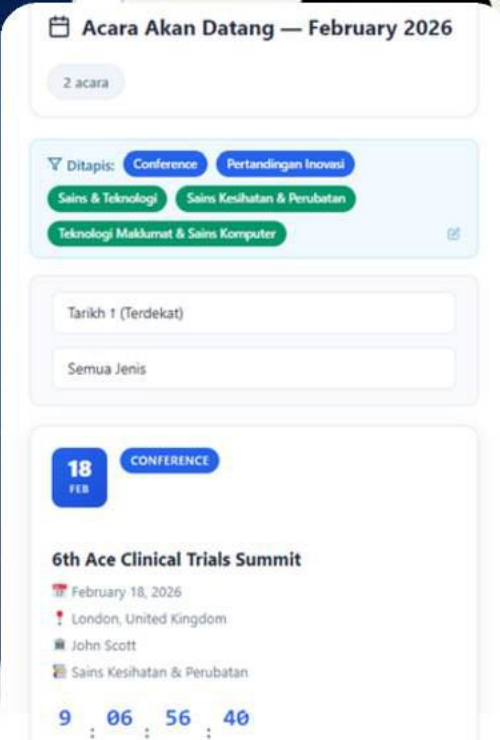 Acara Akan Datang — February 2026
2 acara
Ditapis: Conference Pertandingan Inovasi
Sains & Teknologi Sains Kesihatan & Perubatan
Teknologi Maklumat & Sains Komputer
Tarikh ↑ (Terdekat)
Semua Jenis
18
FEB
CONFERENCE
6th Ace Clinical Trials Summit
February 18, 2026
London, United Kingdom
John Scott
Sains Kesihatan & Perubatan
9 : 06 : 56 : 40